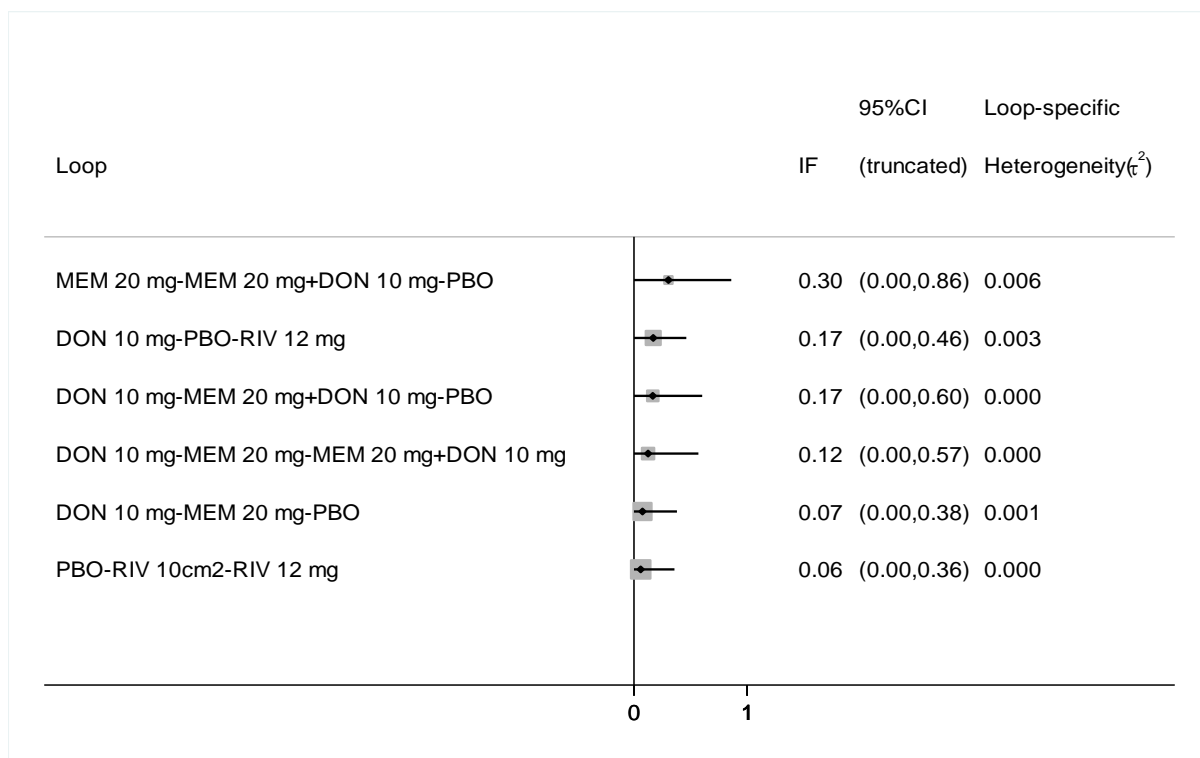 95%CI Loop-specific
Loop IF (truncated) Heterogeneity(τ²)
MEM 20 mg-MEM 20 mg+DON 10 mg-PBO 0.30 (0.00,0.86) 0.006
DON 10 mg-PBO-RIV 12 mg 0.17 (0.00,0.46) 0.003
DON 10 mg-MEM 20 mg+DON 10 mg-PBO 0.17 (0.00,0.60) 0.000
DON 10 mg-MEM 20 mg-MEM 20 mg+DON 10 mg 0.12 (0.00,0.57) 0.000
DON 10 mg-MEM 20 mg-PBO 0.07 (0.00,0.38) 0.001
PBO-RIV 10cm2-RIV 12 mg 0.06 (0.00,0.36) 0.000
0 1